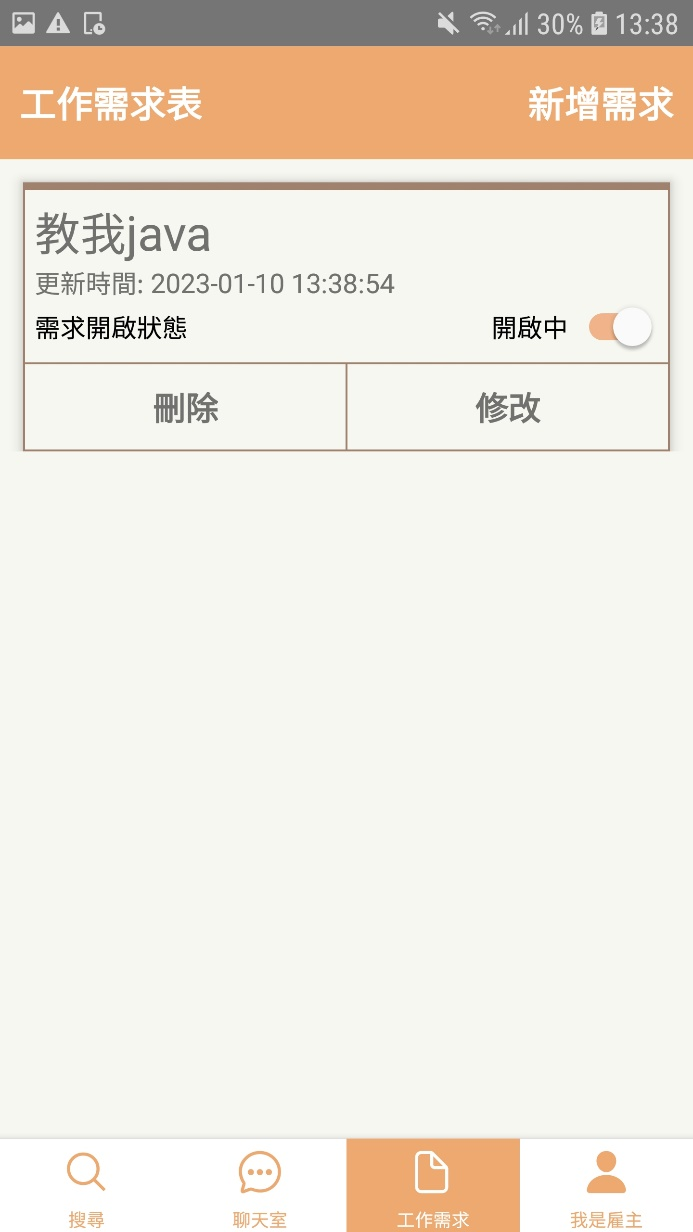 30% 13:38
工作需求表 新增需求
教我java
更新時間: 2023-01-10 13:38:54
需求開啟狀態 開啟中
刪除 修改
搜尋 聊天室 工作需求 我是雇主